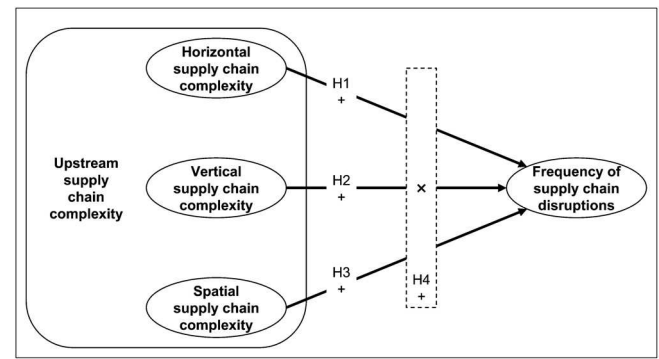 Horizontal
supply chain
complexity
H1
+
Upstream
supply
chain
complexity
Vertical
supply chain
complexity
H2
+
×
Frequency of
supply chain
disruptions
H3
+
H4
+
Spatial
supply chain
complexity